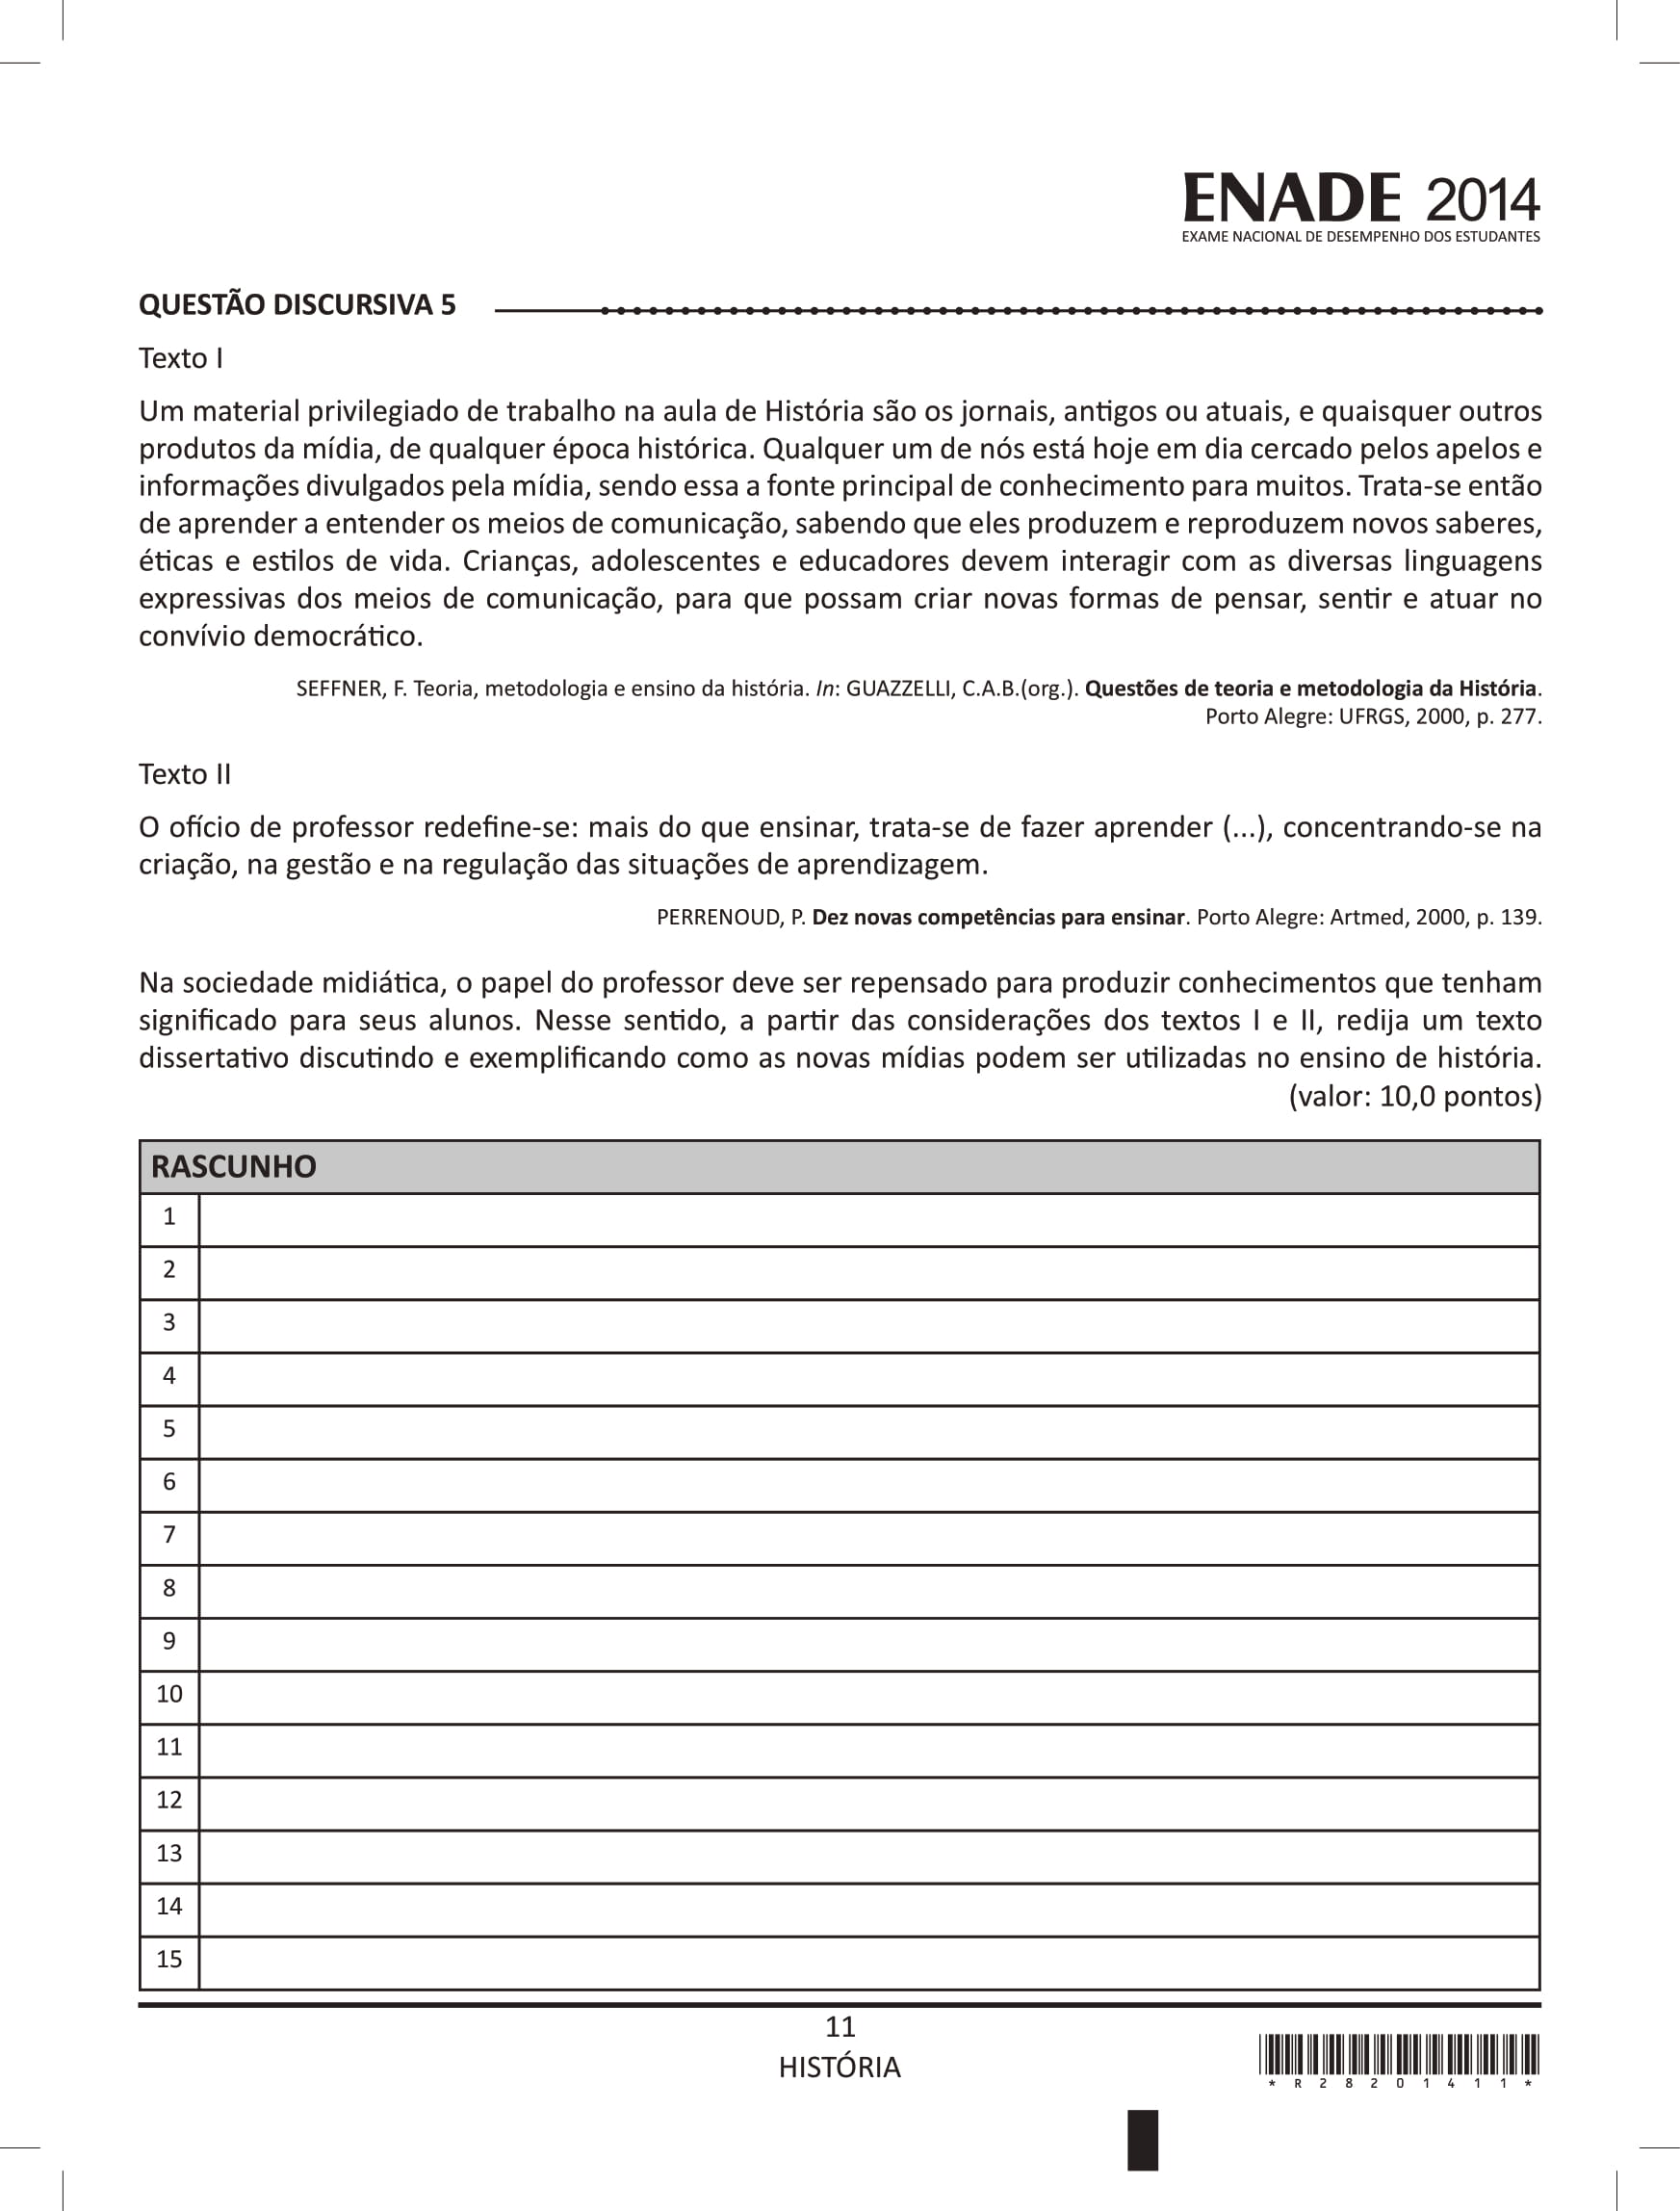 ENADE 2014
EXAME NACIONAL DE DESEMPENHO DOS ESTUDANTES
QUESTÃO DISCURSIVA 5
Texto I
Um material privilegiado de trabalho na aula de História são os jornais, antigos ou atuais, e quaisquer outros
produtos da mídia, de qualquer época histórica. Qualquer um de nós está hoje em dia cercado pelos apelos e
informações divulgados pela mídia, sendo essa a fonte principal de conhecimento para muitos. Trata-se então
de aprender a entender os meios de comunicação, sabendo que eles produzem e reproduzem novos saberes,
éticas e estilos de vida. Crianças, adolescentes e educadores devem interagir com as diversas linguagens
expressivas dos meios de comunicação, para que possam criar novas formas de pensar, sentir e atuar no
convívio democrático.
SEFFNER, F. Teoria, metodologia e ensino da história. In: GUAZZELLI, C.A.B.(org.). Questões de teoria e metodologia da História.
Porto Alegre: UFRGS, 2000, p. 277.
Texto II
O ofício de professor redefine-se: mais do que ensinar, trata-se de fazer aprender (...), concentrando-se na
criação, na gestão e na regulação das situações de aprendizagem.
PERRENOUD, P. Dez novas competências para ensinar. Porto Alegre: Artmed, 2000, p. 139.
Na sociedade midiática, o papel do professor deve ser repensado para produzir conhecimentos que tenham
significado para seus alunos. Nesse sentido, a partir das considerações dos textos I e II, redija um texto
dissertativo discutindo e exemplificando como as novas mídias podem ser utilizadas no ensino de história.
(valor: 10,0 pontos)
RASCUNHO
1
2
3
4
5
6
7
8
9
10
11
12
13
14
15
11
HISTÓRIA
* R 2 8 2 0 1 4 1 1 *